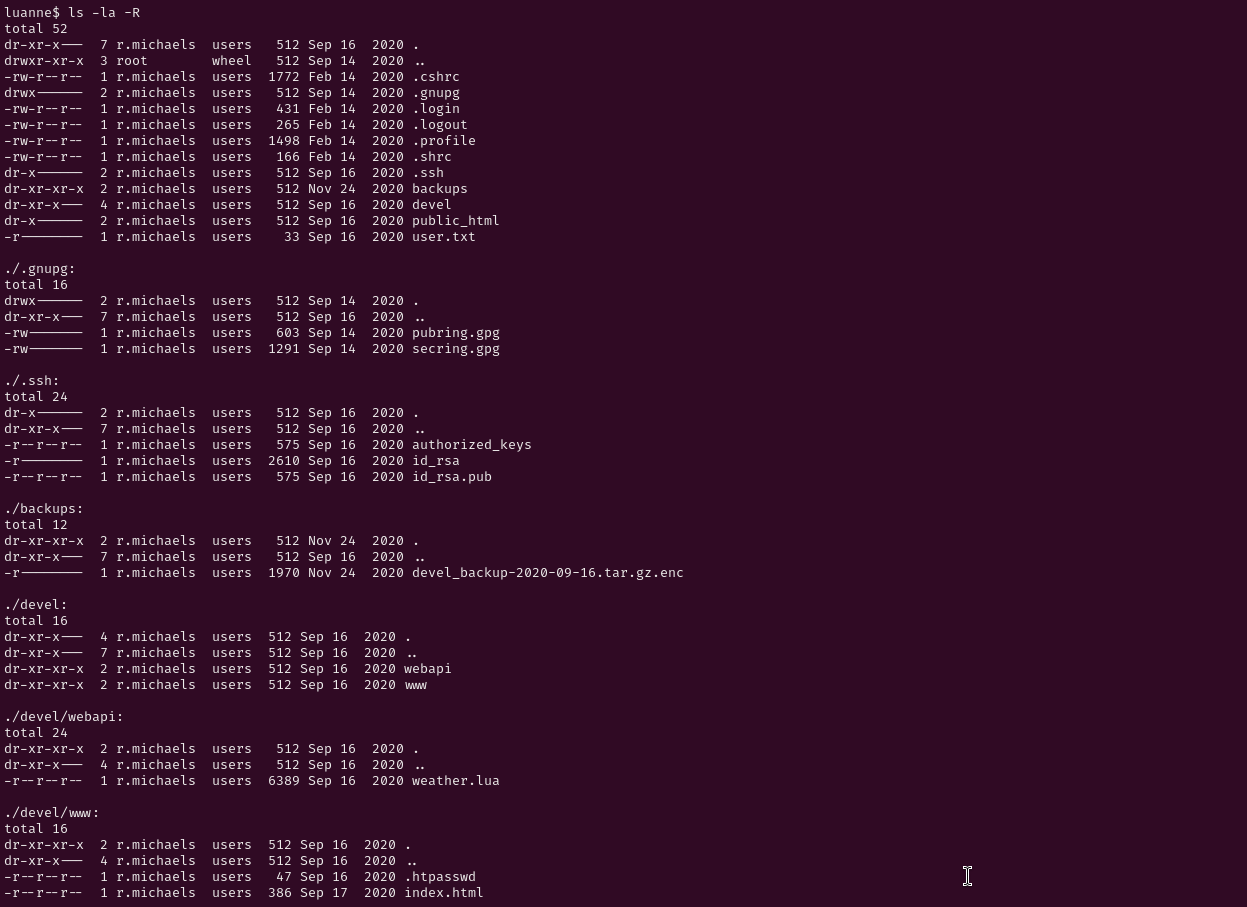 luanne$ ls -la -R
total 52
dr-xr-x---  7 r.michaels  users   512 Sep 16  2020 .
drwxr-xr-x  3 root        wheel   512 Sep 14  2020 ..
-rw-r--r--  1 r.michaels  users  1772 Feb 14  2020 .cshrc
drwx------  2 r.michaels  users   512 Sep 14  2020 .gnupg
-rw-r--r--  1 r.michaels  users   431 Feb 14  2020 .login
-rw-r--r--  1 r.michaels  users   265 Feb 14  2020 .logout
-rw-r--r--  1 r.michaels  users  1498 Feb 14  2020 .profile
-rw-r--r--  1 r.michaels  users   166 Feb 14  2020 .shrc
dr-x------  2 r.michaels  users   512 Sep 16  2020 .ssh
dr-xr-xr-x  2 r.michaels  users   512 Nov 24  2020 backups
dr-xr-x---  4 r.michaels  users   512 Sep 16  2020 devel
dr-x------  2 r.michaels  users   512 Sep 16  2020 public_html
-r--------  1 r.michaels  users    33 Sep 16  2020 user.txt

./.gnupg:
total 16
drwx------  2 r.michaels  users   512 Sep 14  2020 .
dr-xr-x---  7 r.michaels  users   512 Sep 16  2020 ..
-rw-------  1 r.michaels  users   603 Sep 14  2020 pubring.gpg
-rw-------  1 r.michaels  users  1291 Sep 14  2020 secring.gpg

./.ssh:
total 24
dr-x------  2 r.michaels  users   512 Sep 16  2020 .
dr-xr-x---  7 r.michaels  users   512 Sep 16  2020 ..
-r--r--r--  1 r.michaels  users   575 Sep 16  2020 authorized_keys
-r--------  1 r.michaels  users  2610 Sep 16  2020 id_rsa
-r--r--r--  1 r.michaels  users   575 Sep 16  2020 id_rsa.pub

./backups:
total 12
dr-xr-xr-x  2 r.michaels  users   512 Nov 24  2020 .
dr-xr-x---  7 r.michaels  users   512 Sep 16  2020 ..
-r--------  1 r.michaels  users  1970 Nov 24  2020 devel_backup-2020-09-16.tar.gz.enc

./devel:
total 16
dr-xr-x---  4 r.michaels  users  512 Sep 16  2020 .
dr-xr-x---  7 r.michaels  users  512 Sep 16  2020 ..
dr-xr-xr-x  2 r.michaels  users  512 Sep 16  2020 webapi
dr-xr-xr-x  2 r.michaels  users  512 Sep 16  2020 www

./devel/webapi:
total 24
dr-xr-xr-x  2 r.michaels  users   512 Sep 16  2020 .
dr-xr-x---  4 r.michaels  users   512 Sep 16  2020 ..
-r--r--r--  1 r.michaels  users  6389 Sep 16  2020 weather.lua

./devel/www:
total 16
dr-xr-xr-x  2 r.michaels  users  512 Sep 16  2020 .
dr-xr-x---  4 r.michaels  users  512 Sep 16  2020 ..
-r--r--r--  1 r.michaels  users   47 Sep 16  2020 .htpasswd
-r--r--r--  1 r.michaels  users  386 Sep 17  2020 index.html